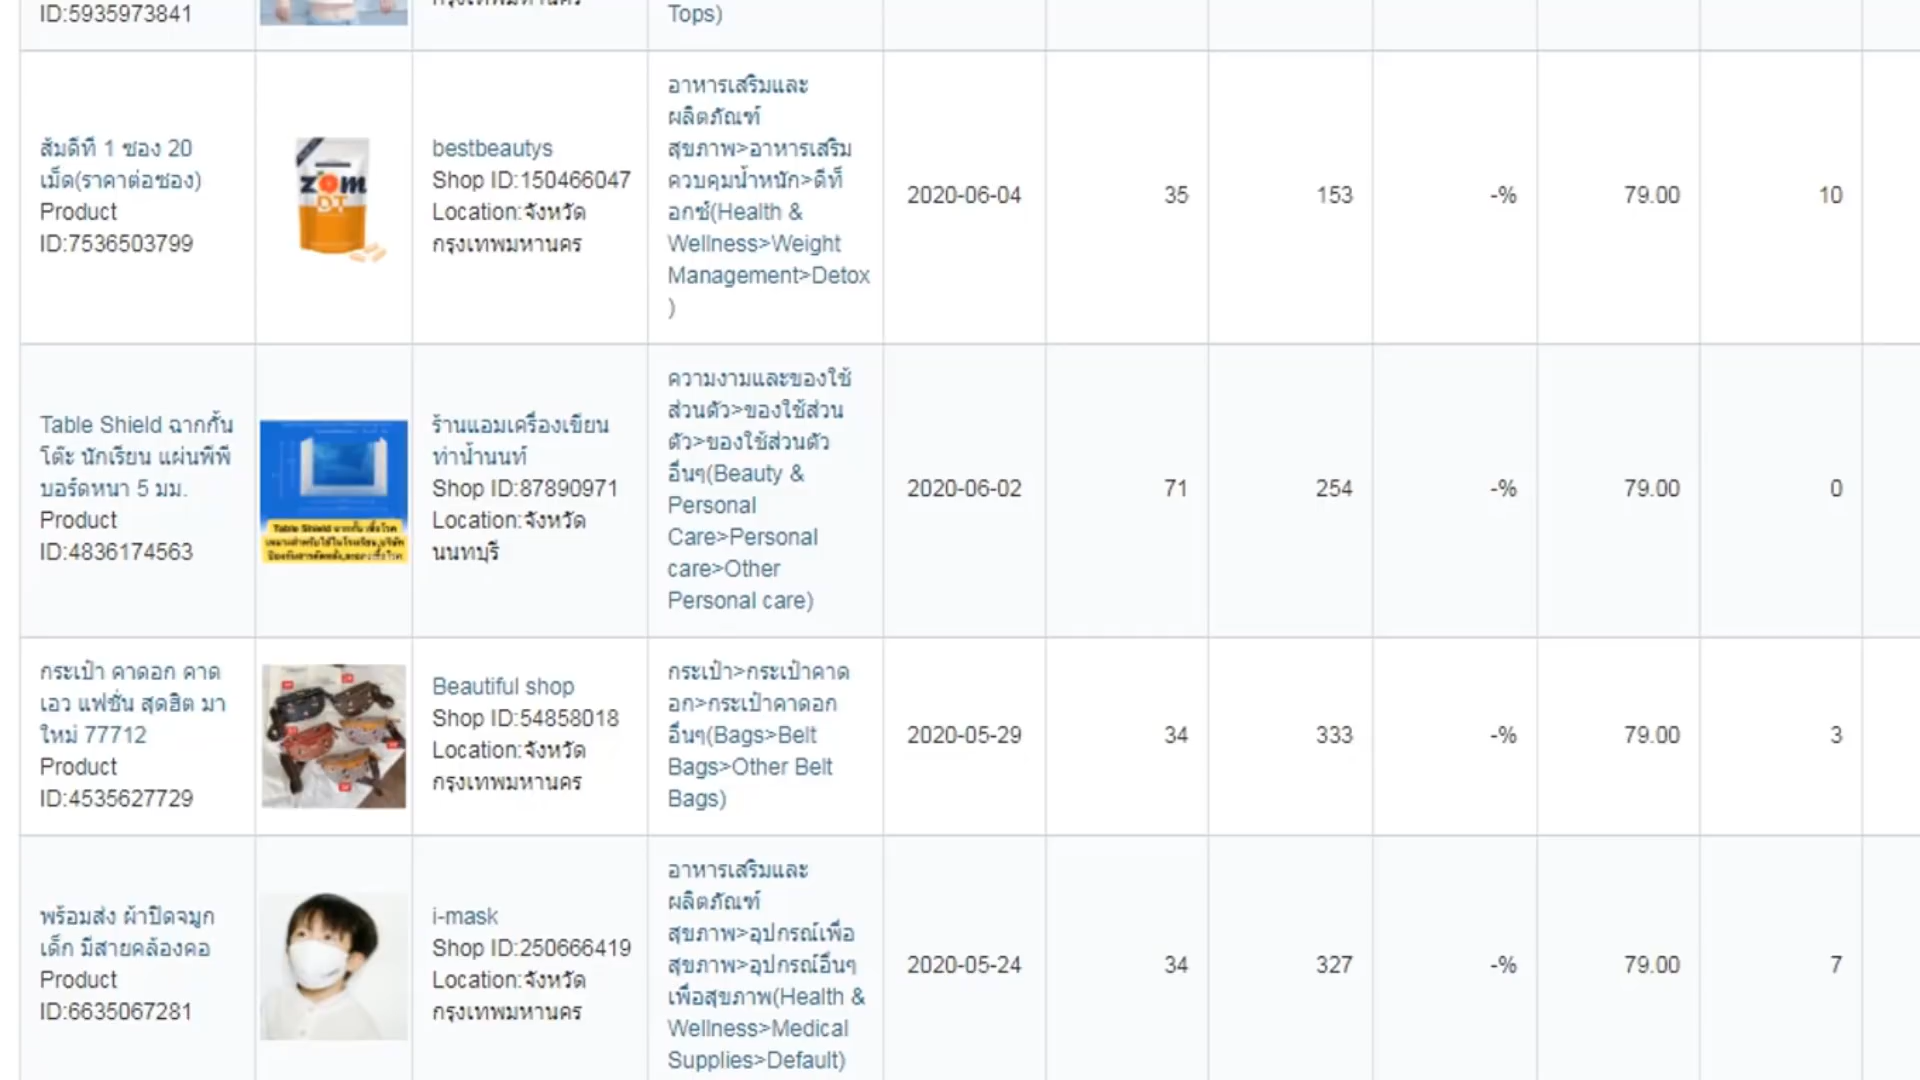 ID:5935973841
Tops)
ส้มดีที 1 ซอง 20
เม็ด(ราคาต่อซอง)
Product
ID:7536503799
ZOM
DT
bestbeautys
Shop ID:150466047
Location:จังหวัด
กรุงเทพมหานคร
อาหารเสริมและ
ผลิตภัณฑ์
สุขภาพ>อาหารเสริม
ควบคุมน้ำหนัก>ดีท็
อกซ์(Health &
Wellness>Weight
Management>Detox
)
2020-06-04
35
153
-%
79.00
10
Table Shield ฉากกั้น
โต๊ะ นักเรียน แผ่นพีพี
บอร์ดหนา 5 มม.
Product
ID:4836174563
ร้านแอมเครื่องเขียน
ท่าน้ำนนท์
Shop ID:87890971
Location:จังหวัด
นนทบุรี
ความงามและของใช้
ส่วนตัว>ของใช้ส่วน
ตัว>ของใช้ส่วนตัว
อื่นๆ(Beauty &
Personal
Care>Personal
care>Other
Personal care)
2020-06-02
71
254
-%
79.00
0
กระเป๋า คาดอก คาด
เอว แฟชั่น สุดฮิต มา
ใหม่ 77712
Product
ID:4535627729
Beautiful shop
Shop ID:54858018
Location:จังหวัด
กรุงเทพมหานคร
กระเป๋า>กระเป๋าคาด
อก>กระเป๋าคาดอก
อื่นๆ(Bags>Belt
Bags>Other Belt
Bags)
2020-05-29
34
333
-%
79.00
3
พร้อมส่ง ผ้าปิดจมูก
เด็ก มีสายคล้องคอ
Product
ID:6635067281
i-mask
Shop ID:250666419
Location:จังหวัด
กรุงเทพมหานคร
อาหารเสริมและ
ผลิตภัณฑ์
สุขภาพ>อุปกรณ์เพื่อ
สุขภาพ>อุปกรณ์อื่นๆ
เพื่อสุขภาพ(Health &
Wellness>Medical
Supplies>Default)
2020-05-24
34
327
-%
79.00
7